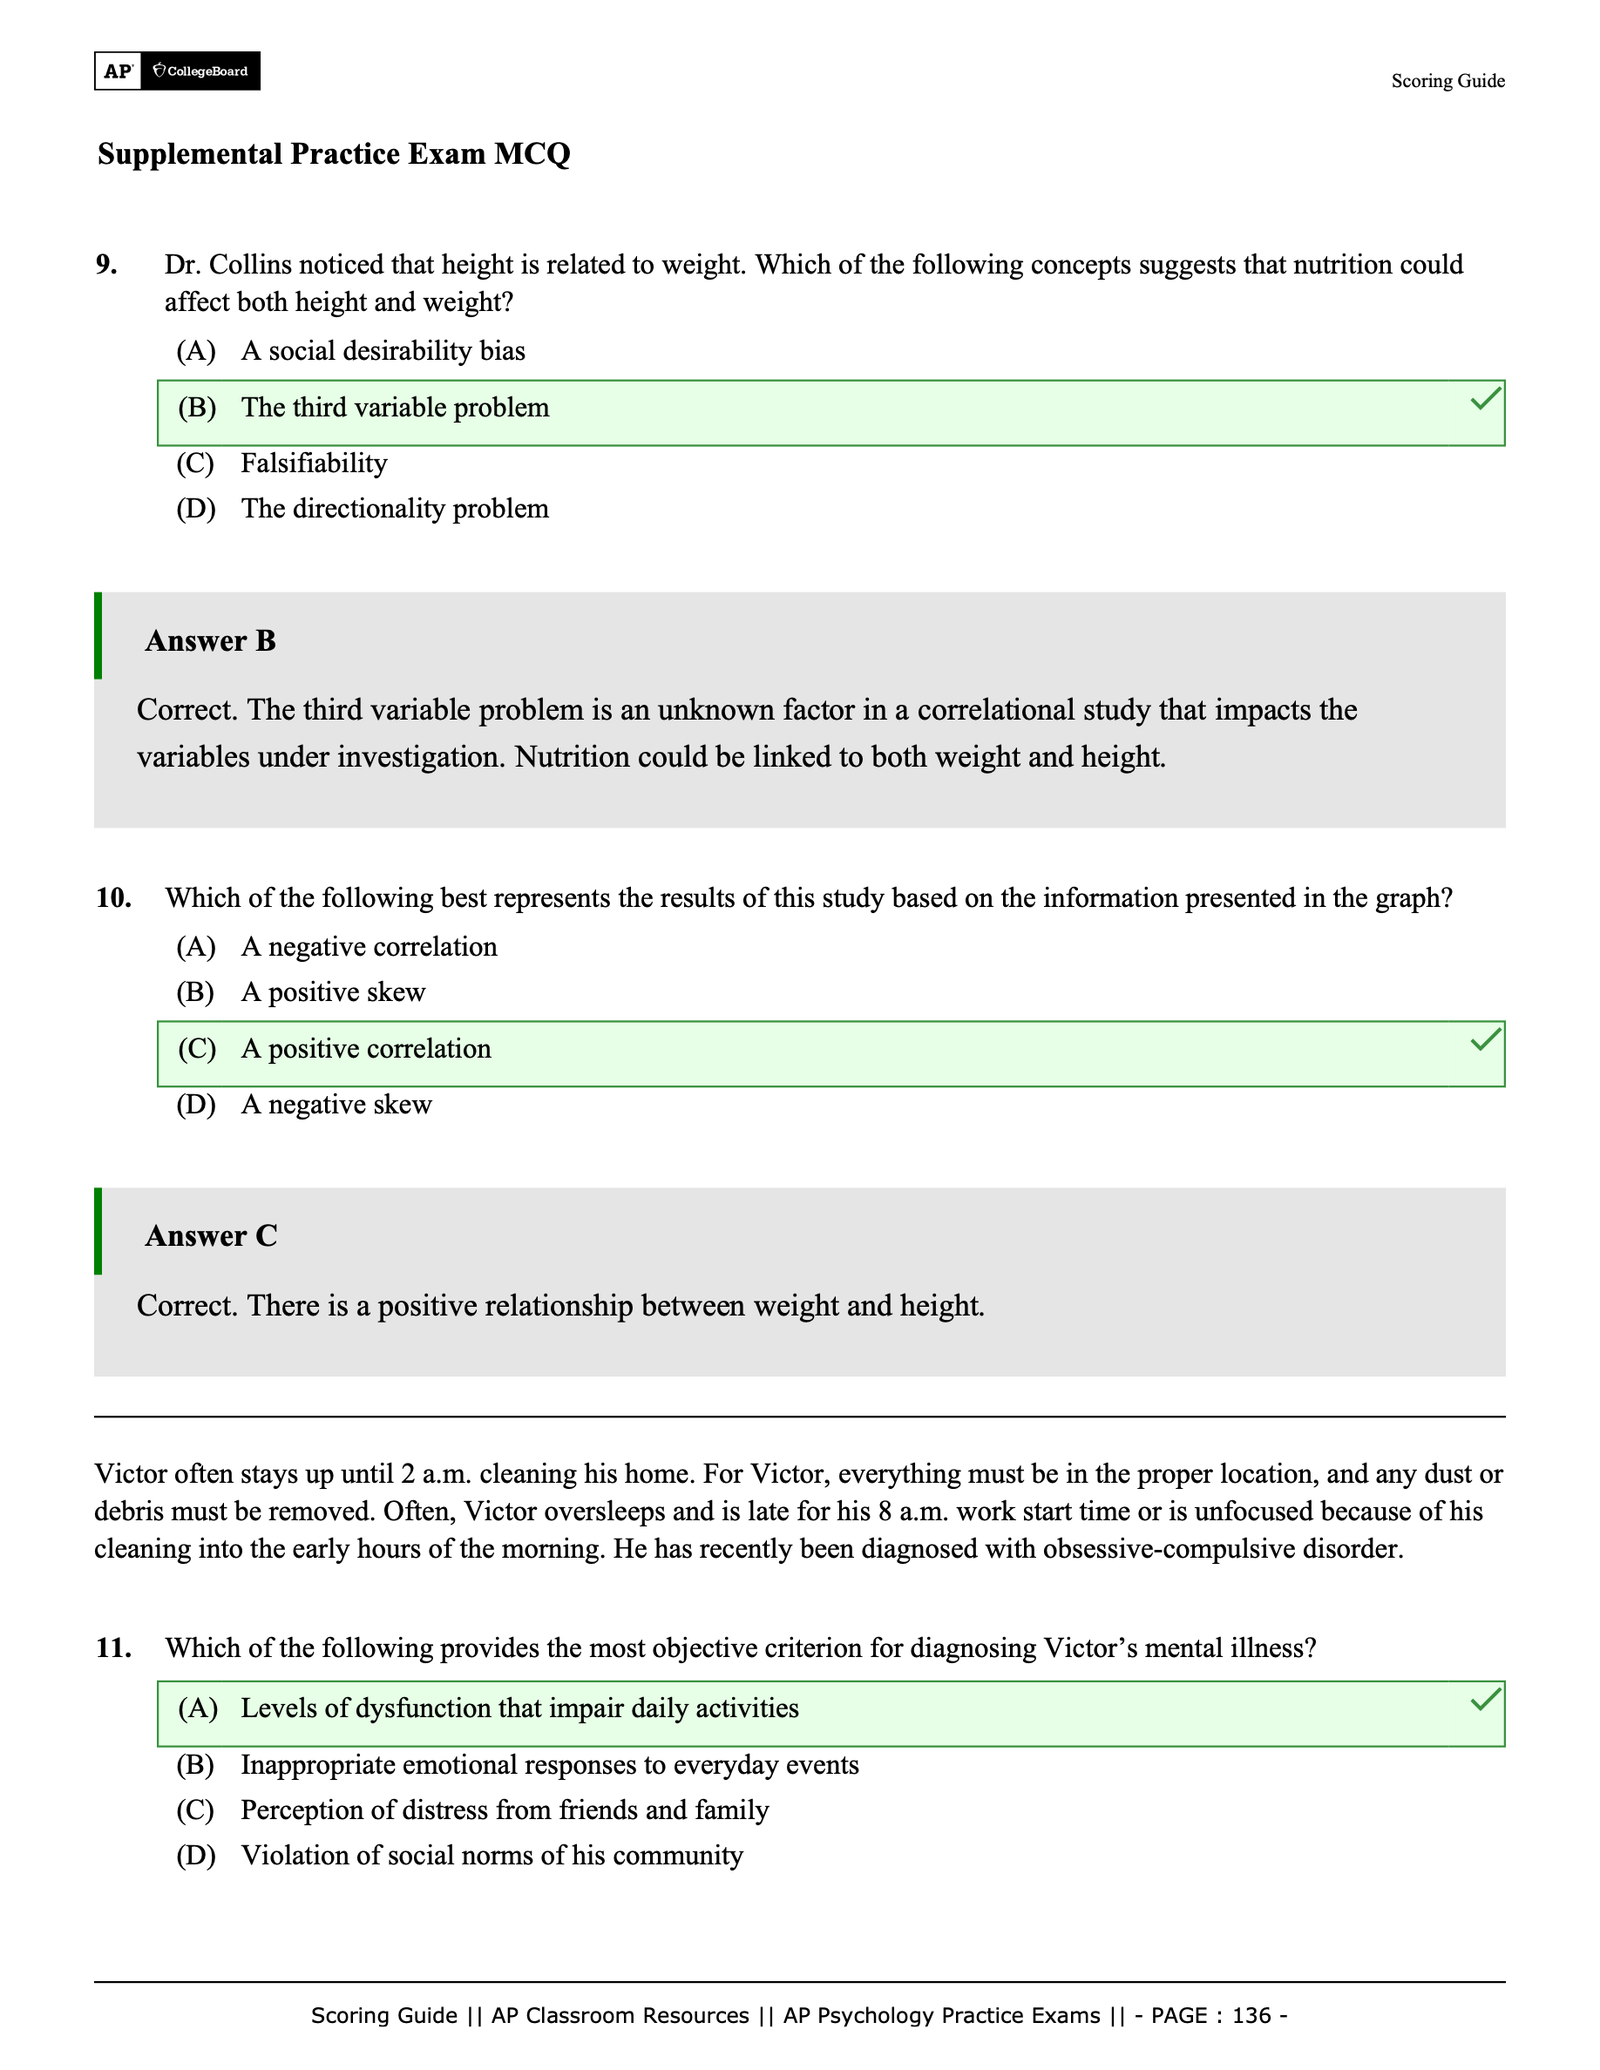 AP CollegeBoard
Scoring Guide
Supplemental Practice Exam MCQ
9. Dr. Collins noticed that height is related to weight. Which of the following concepts suggests that nutrition could
affect both height and weight?
(A) A social desirability bias
(B) The third variable problem
(C) Falsifiability
(D) The directionality problem
Answer B
Correct. The third variable problem is an unknown factor in a correlational study that impacts the
variables under investigation. Nutrition could be linked to both weight and height.
10. Which of the following best represents the results of this study based on the information presented in the graph?
(A) A negative correlation
(B) A positive skew
(C) A positive correlation
(D) A negative skew
Answer C
Correct. There is a positive relationship between weight and height.
Victor often stays up until 2 a.m. cleaning his home. For Victor, everything must be in the proper location, and any dust or
debris must be removed. Often, Victor oversleeps and is late for his 8 a.m. work start time or is unfocused because of his
cleaning into the early hours of the morning. He has recently been diagnosed with obsessive-compulsive disorder.
11. Which of the following provides the most objective criterion for diagnosing Victor’s mental illness?
(A) Levels of dysfunction that impair daily activities
(B) Inappropriate emotional responses to everyday events
(C) Perception of distress from friends and family
(D) Violation of social norms of his community
Scoring Guide || AP Classroom Resources || AP Psychology Practice Exams || - PAGE : 136 -